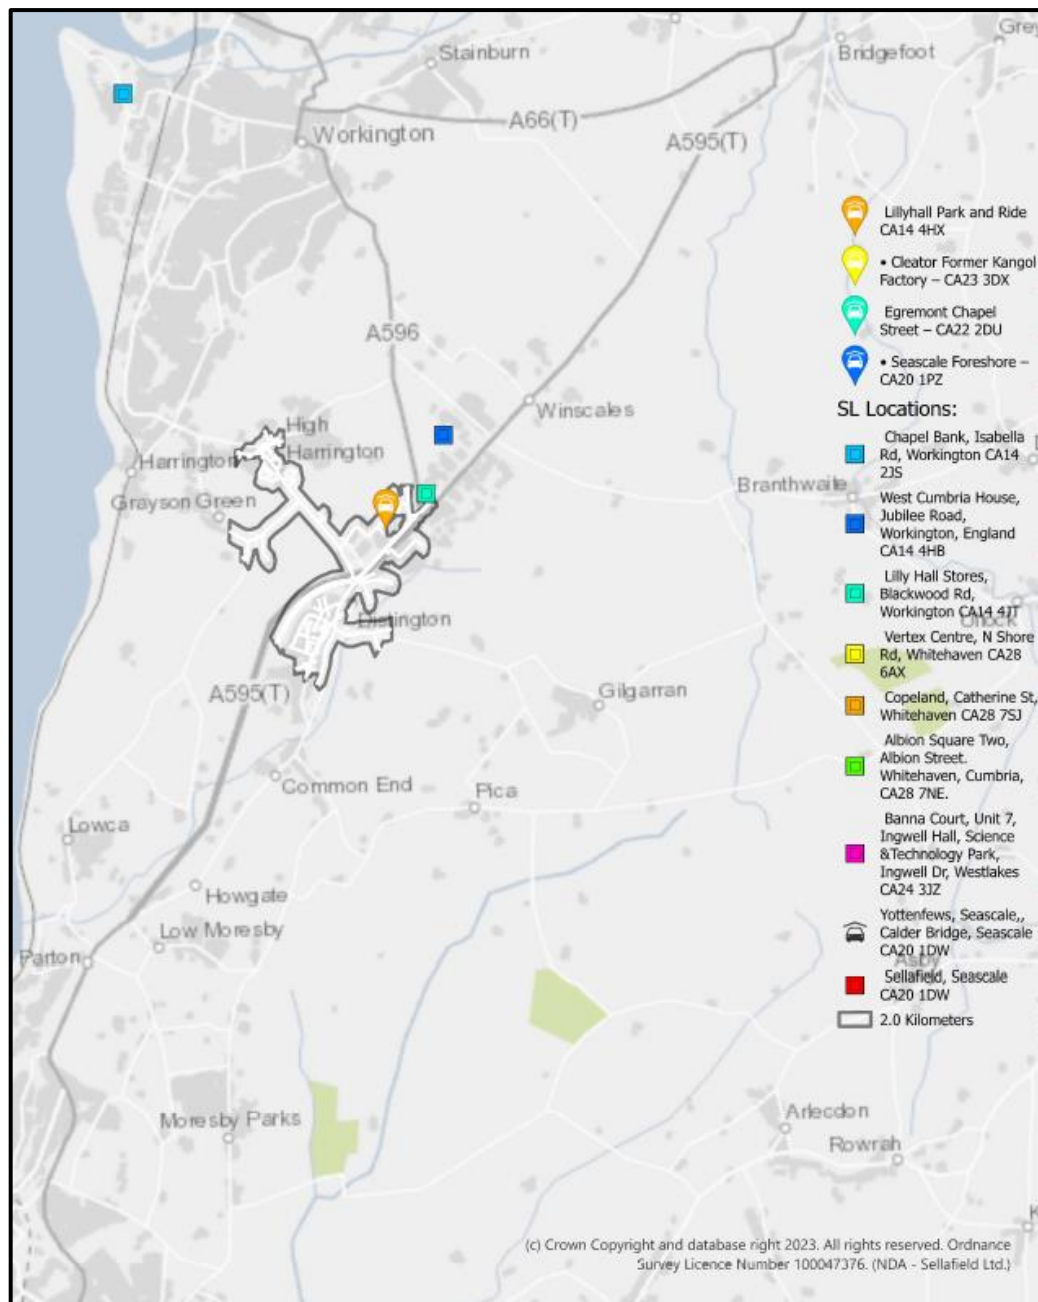 Stainburn
Bridgefoot
Grey
A66(T)
Workington
A595(T)
Lillyhall Park and Ride
CA14 4HX
• Cleator Former Kangol
Factory – CA23 3DX
Egremont Chapel
Street – CA22 2DU
• Seascale Foreshore –
CA20 1PZ
A596
Winscales
High
Harrington
Harrington
Grayson Green
Branthwaite
Distington
A595(T)
Gilgarran
Common End
Pica
Lowca
Howgate
Low Moresby
Parton
SL Locations:
Chapel Bank, Isabella
Rd, Workington CA14
2JS
West Cumbria House,
Jubilee Road,
Workington, England
CA14 4HB
Lilly Hall Stores,
Blackwood Rd,
Workington CA14 4JT
Ullock
Vertex Centre, N Shore
Rd, Whitehaven CA28
6AX
Copeland, Catherine St,
Whitehaven CA28 7SJ
Albion Square Two,
Albion Street.
Whitehaven, Cumbria,
CA28 7NE.
Banna Court, Unit 7,
Ingwell Hall, Science
&Technology Park,
Ingwell Dr, Westlakes
CA24 3JZ
Yottenfews, Seascale,,
Calder Bridge, Seascale
CA20 1DW
Asby
Sellafield, Seascale
CA20 1DW
2.0 Kilometers
Moresby Parks
Arlecdon
Rowrah
K
(c) Crown Copyright and database right 2023. All rights reserved. Ordnance
Survey Licence Number 100047376. (NDA - Sellafield Ltd.)